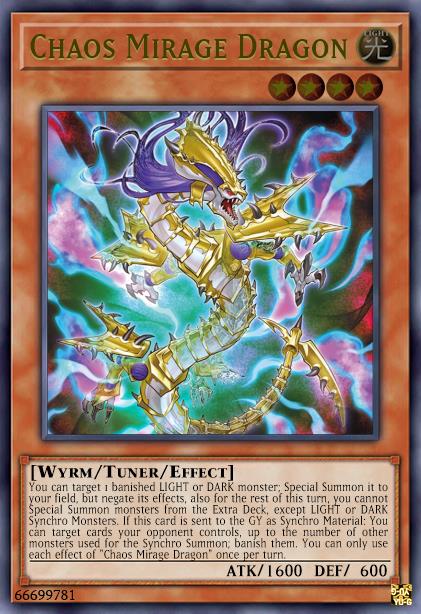 CHAOS MIRAGE DRAGON
LIGHT
光
[WYRM/TUNER/EFFECT]
You can target 1 banished LIGHT or DARK monster; Special Summon it to
your field, but negate its effects, also for the rest of this turn, you cannot
Special Summon monsters from the Extra Deck, except LIGHT or DARK
Synchro Monsters. If this card is sent to the GY as Synchro Material: You
can target cards your opponent controls, up to the number of other
monsters used for the Synchro Summon; banish them. You can only use
each effect of "Chaos Mirage Dragon" once per turn.
ATK/1600 DEF/ 600
66699781